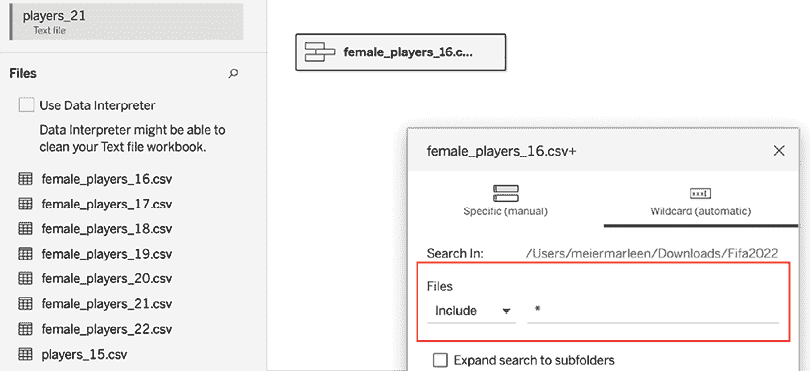 players_21
Text file
Files
Use Data Interpreter
Data Interpreter might be able to
clean your Text file workbook.
female_players_16.csv
female_players_17.csv
female_players_18.csv
female_players_19.csv
female_players_20.csv
female_players_21.csv
female_players_22.csv
players_15.csv
female_players_16.c...
female_players_16.csv+
Specific (manual)
Wildcard (automatic)
Search In: /Users/meiermarleen/Downloads/Fifa2022
Files
Include *
Expand search to subfolders